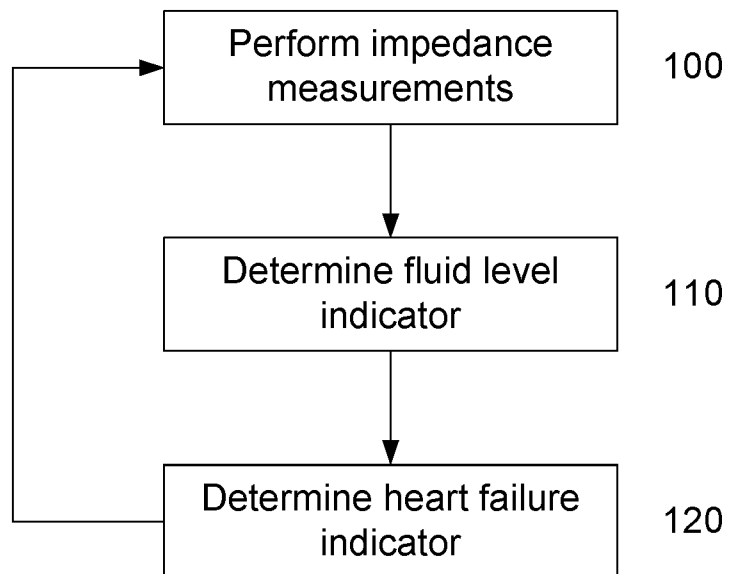 Perform impedance
measurements
100
Determine fluid level
indicator
110
Determine heart failure
indicator
120